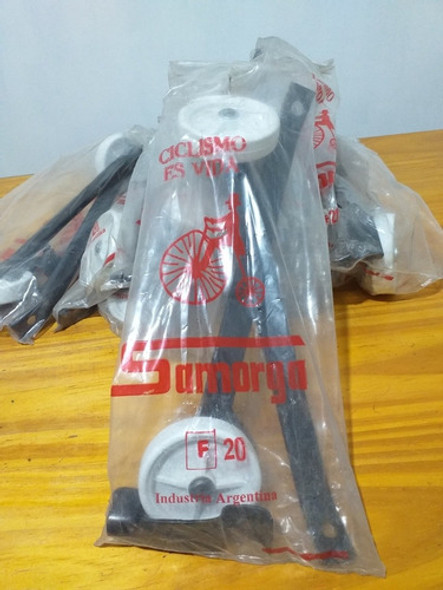 CICLISMO
ES VIDA
Samorga
F 20
Industria Argentina